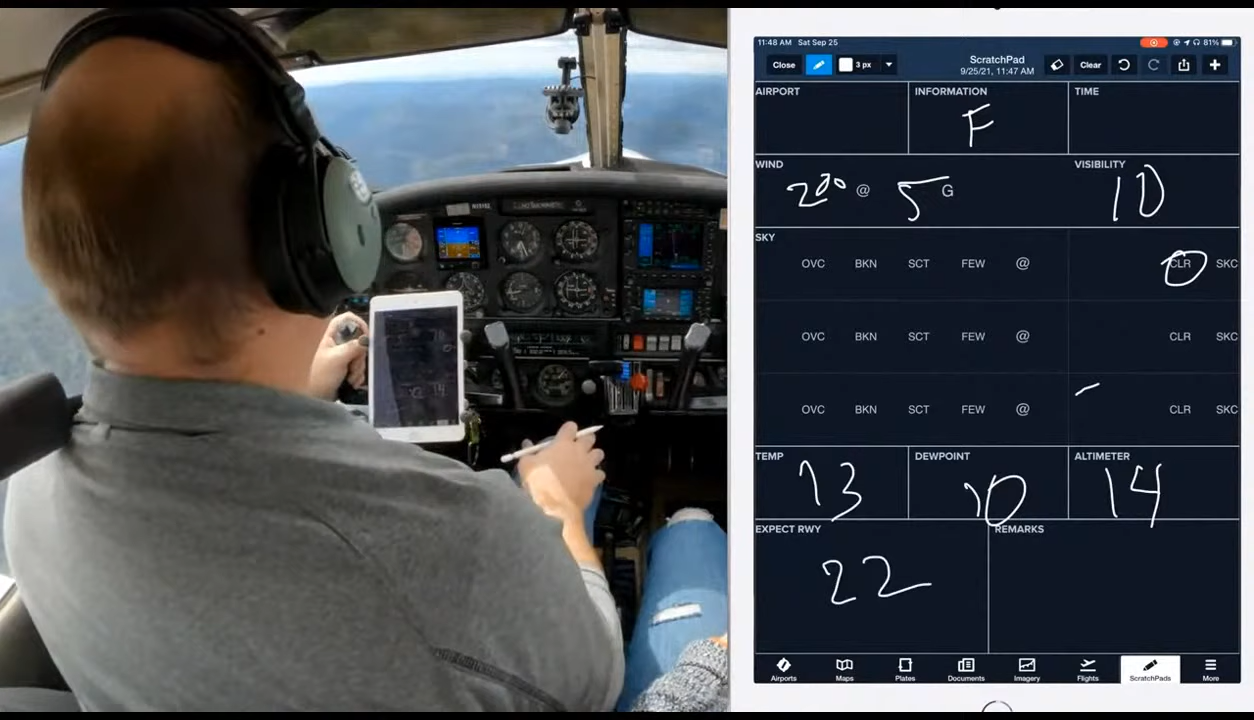 11:48 AM Sat Sep 25 81%
Close 3 px ScratchPad Clear
9/25/21, 11:47 AM
AIRPORT INFORMATION TIME
F
WIND VISIBILITY
200 @ 5 G 10
SKY
OVC BKN SCT FEW @ CLR SKC
OVC BKN SCT FEW @ CLR SKC
OVC BKN SCT FEW @ CLR SKC
TEMP DEWPOINT ALTIMETER
13 10 14
EXPECT RWY REMARKS
22
Airports Maps Plates Documents Imagery Flights ScratchPads More